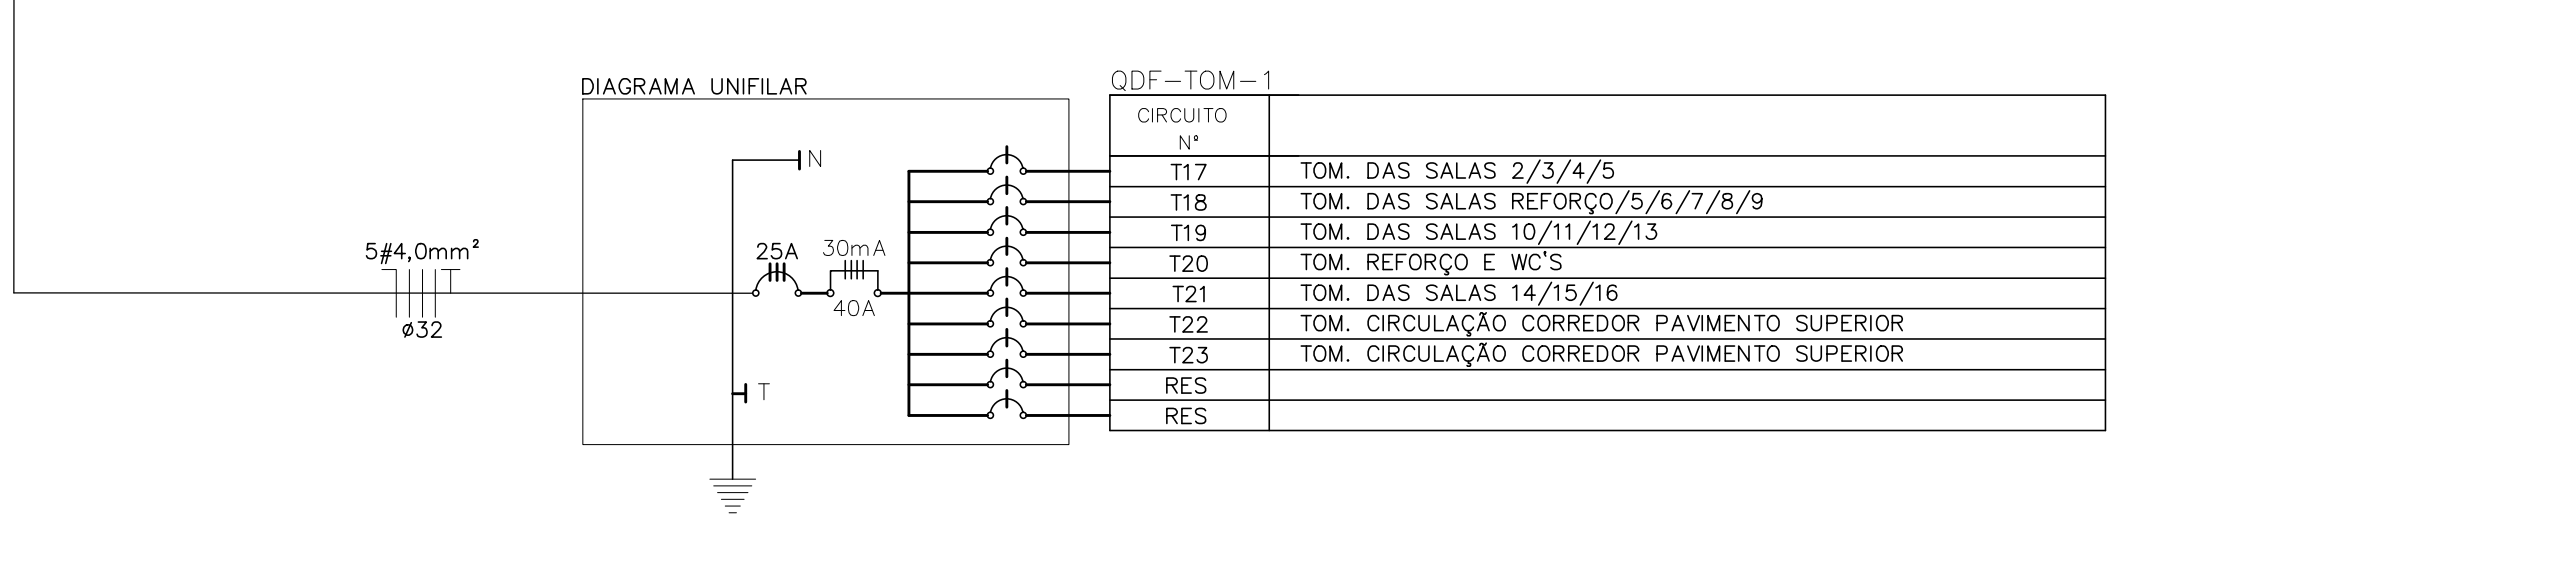 DIAGRAMA UNIFILAR
QDF-TOM-1
CIRCUITO
Nº
N
T17 TOM. DAS SALAS 2/3/4/5
T18 TOM. DAS SALAS REFORÇO/5/6/7/8/9
T19 TOM. DAS SALAS 10/11/12/13
5#4,0mm²
25A
30mA
T20 TOM. REFORÇO E WC'S
T21 TOM. DAS SALAS 14/15/16
40A
ø32
T22 TOM. CIRCULAÇÃO CORREDOR PAVIMENTO SUPERIOR
T23 TOM. CIRCULAÇÃO CORREDOR PAVIMENTO SUPERIOR
T
RES
RES